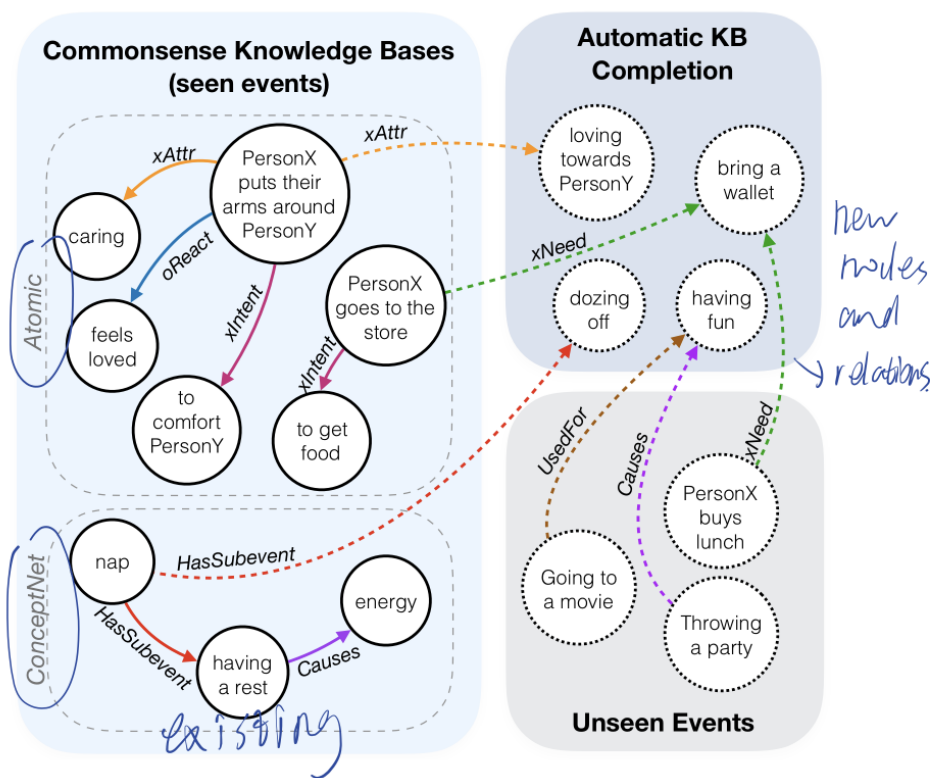 Commonsense Knowledge Bases
(seen events)
Atomic
xAttr
PersonX
puts their
arms around
PersonY
xAttr
caring
oReact
feels
loved
xIntent
to
comfort
PersonY
PersonX
goes to the
store
xNeed
xIntent
to get
food
ConceptNet
nap
HasSubevent
HasSubevent
having
a rest
Causes
energy
existing
Automatic KB
Completion
loving
towards
PersonY
bring a
wallet
dozing
off
having
fun
new
nodes
and
relations
UsedFor
Causes
xNeed
PersonX
buys
lunch
Going to
a movie
Throwing
a party
Unseen Events